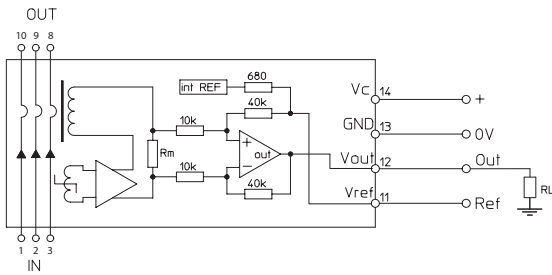 OUT
10 9 8
int REF
680
Vc 14
+
10k
40k
GND 13
0V
Rm
+
out
-
Vout 12
Out
10k
RL
40k
Vref 11
Ref
1 2 3
IN